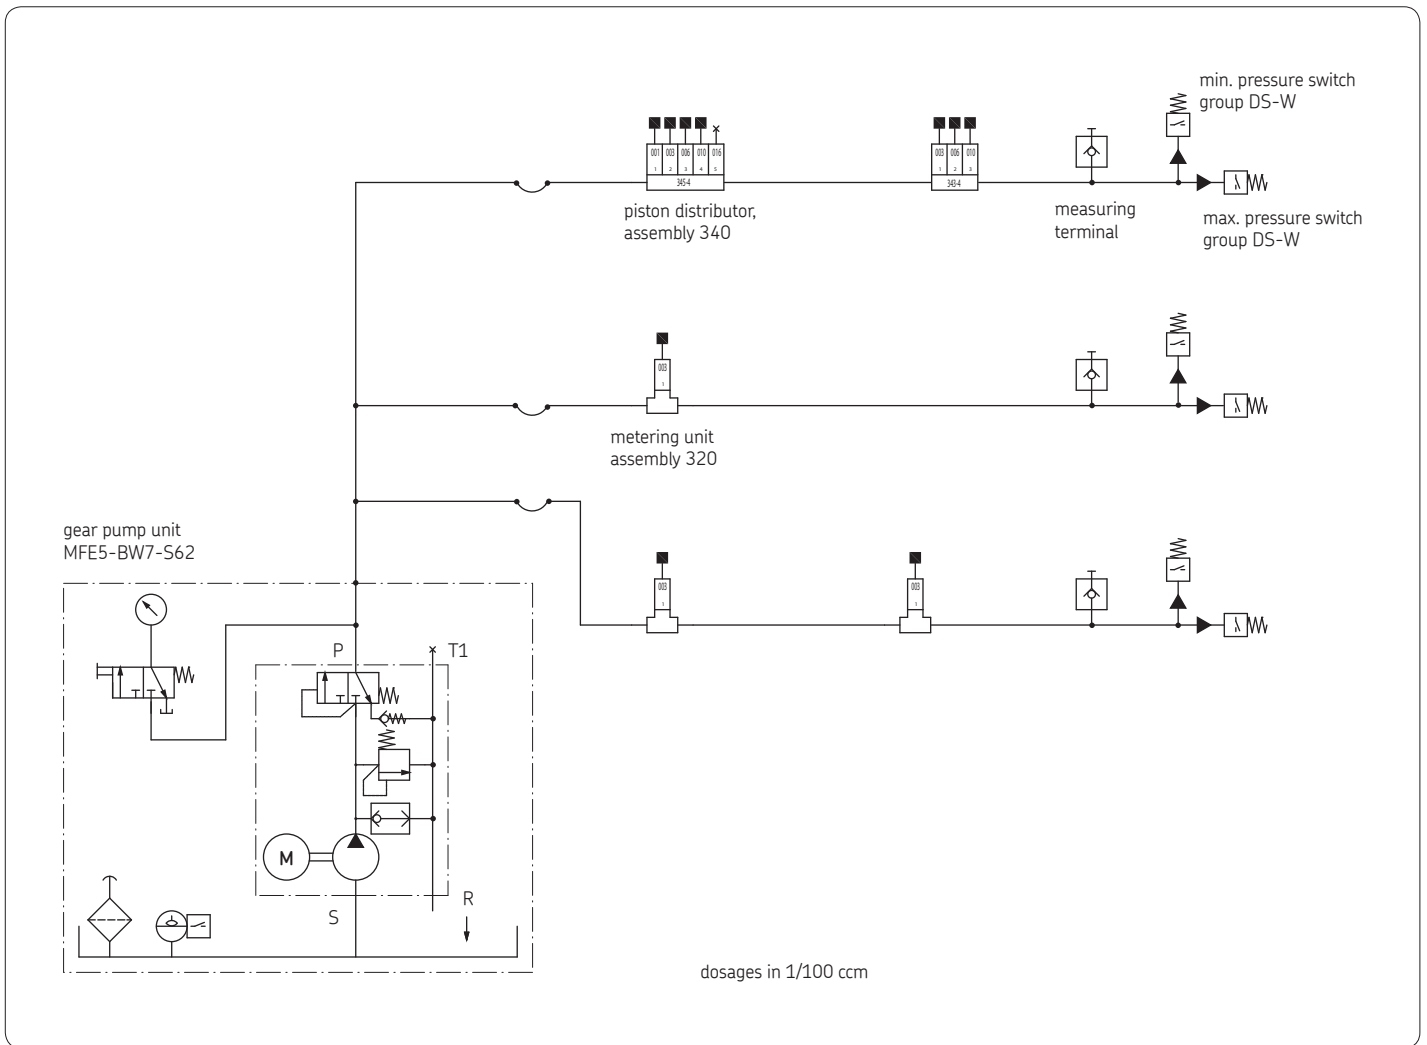 min. pressure switch
group DS-W
001 003 006 010 016
1 2 3 4 5
345-4
003 006 010
1 2 3
343-4
piston distributor,
assembly 340
measuring
terminal
max. pressure switch
group DS-W
003
1
metering unit
assembly 320
gear pump unit
MFE5-BW7-S62
003
1
003
1
P
T1
M
S
R
dosages in 1/100 ccm